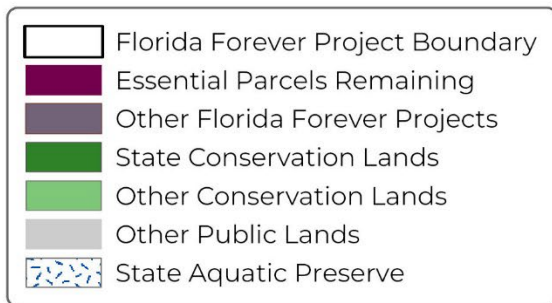 Florida Forever Project Boundary
Essential Parcels Remaining
Other Florida Forever Projects
State Conservation Lands
Other Conservation Lands
Other Public Lands
State Aquatic Preserve